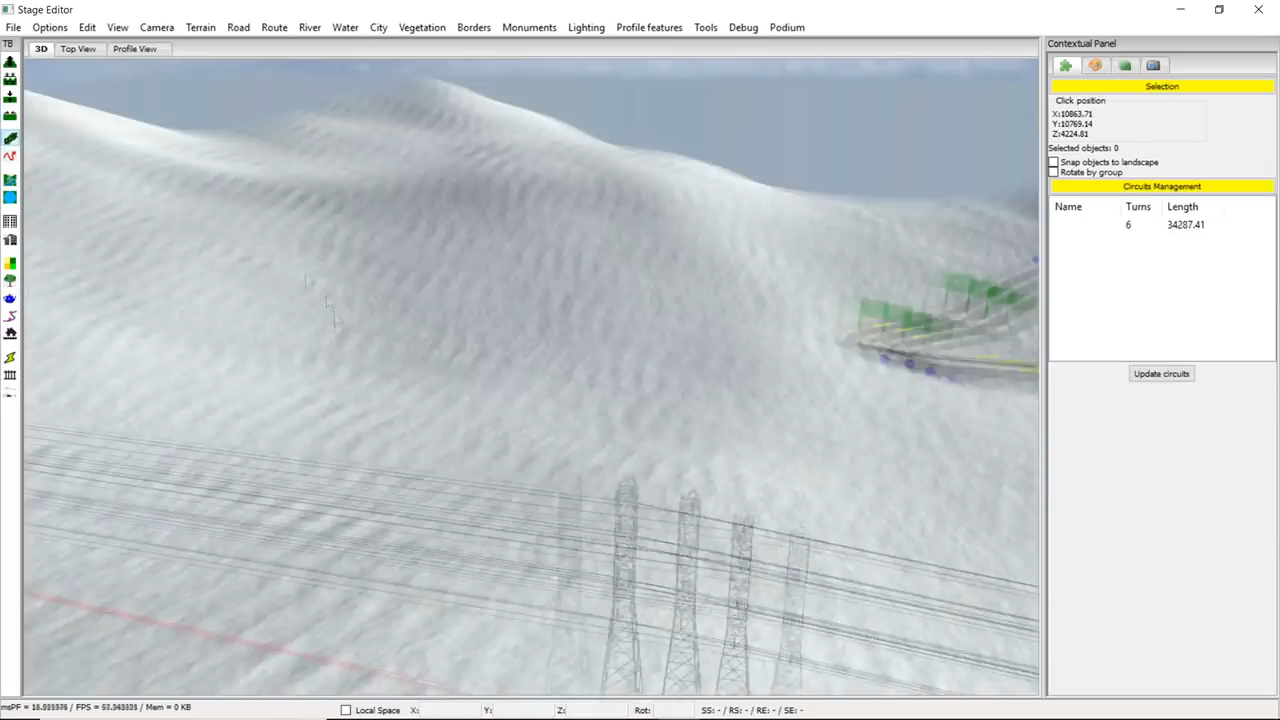 Stage Editor
File Options Edit View Camera Terrain Road Route River Water City Vegetation Borders Monuments Lighting Profile features Tools Debug Podium
TB
3D Top View Profile View
Contextual Panel
Selection
Click position
X:10863.71
Y:10769.14
Z:4224.81
Selected objects: 0
Snap objects to landscape
Rotate by group
Circuits Management
Name Turns Length
6 34287.41
Update circuits
/ Mem = 0 KB
Local Space X: Y: Z: Rot: SS: - / RS: - / RE: - / SE: -